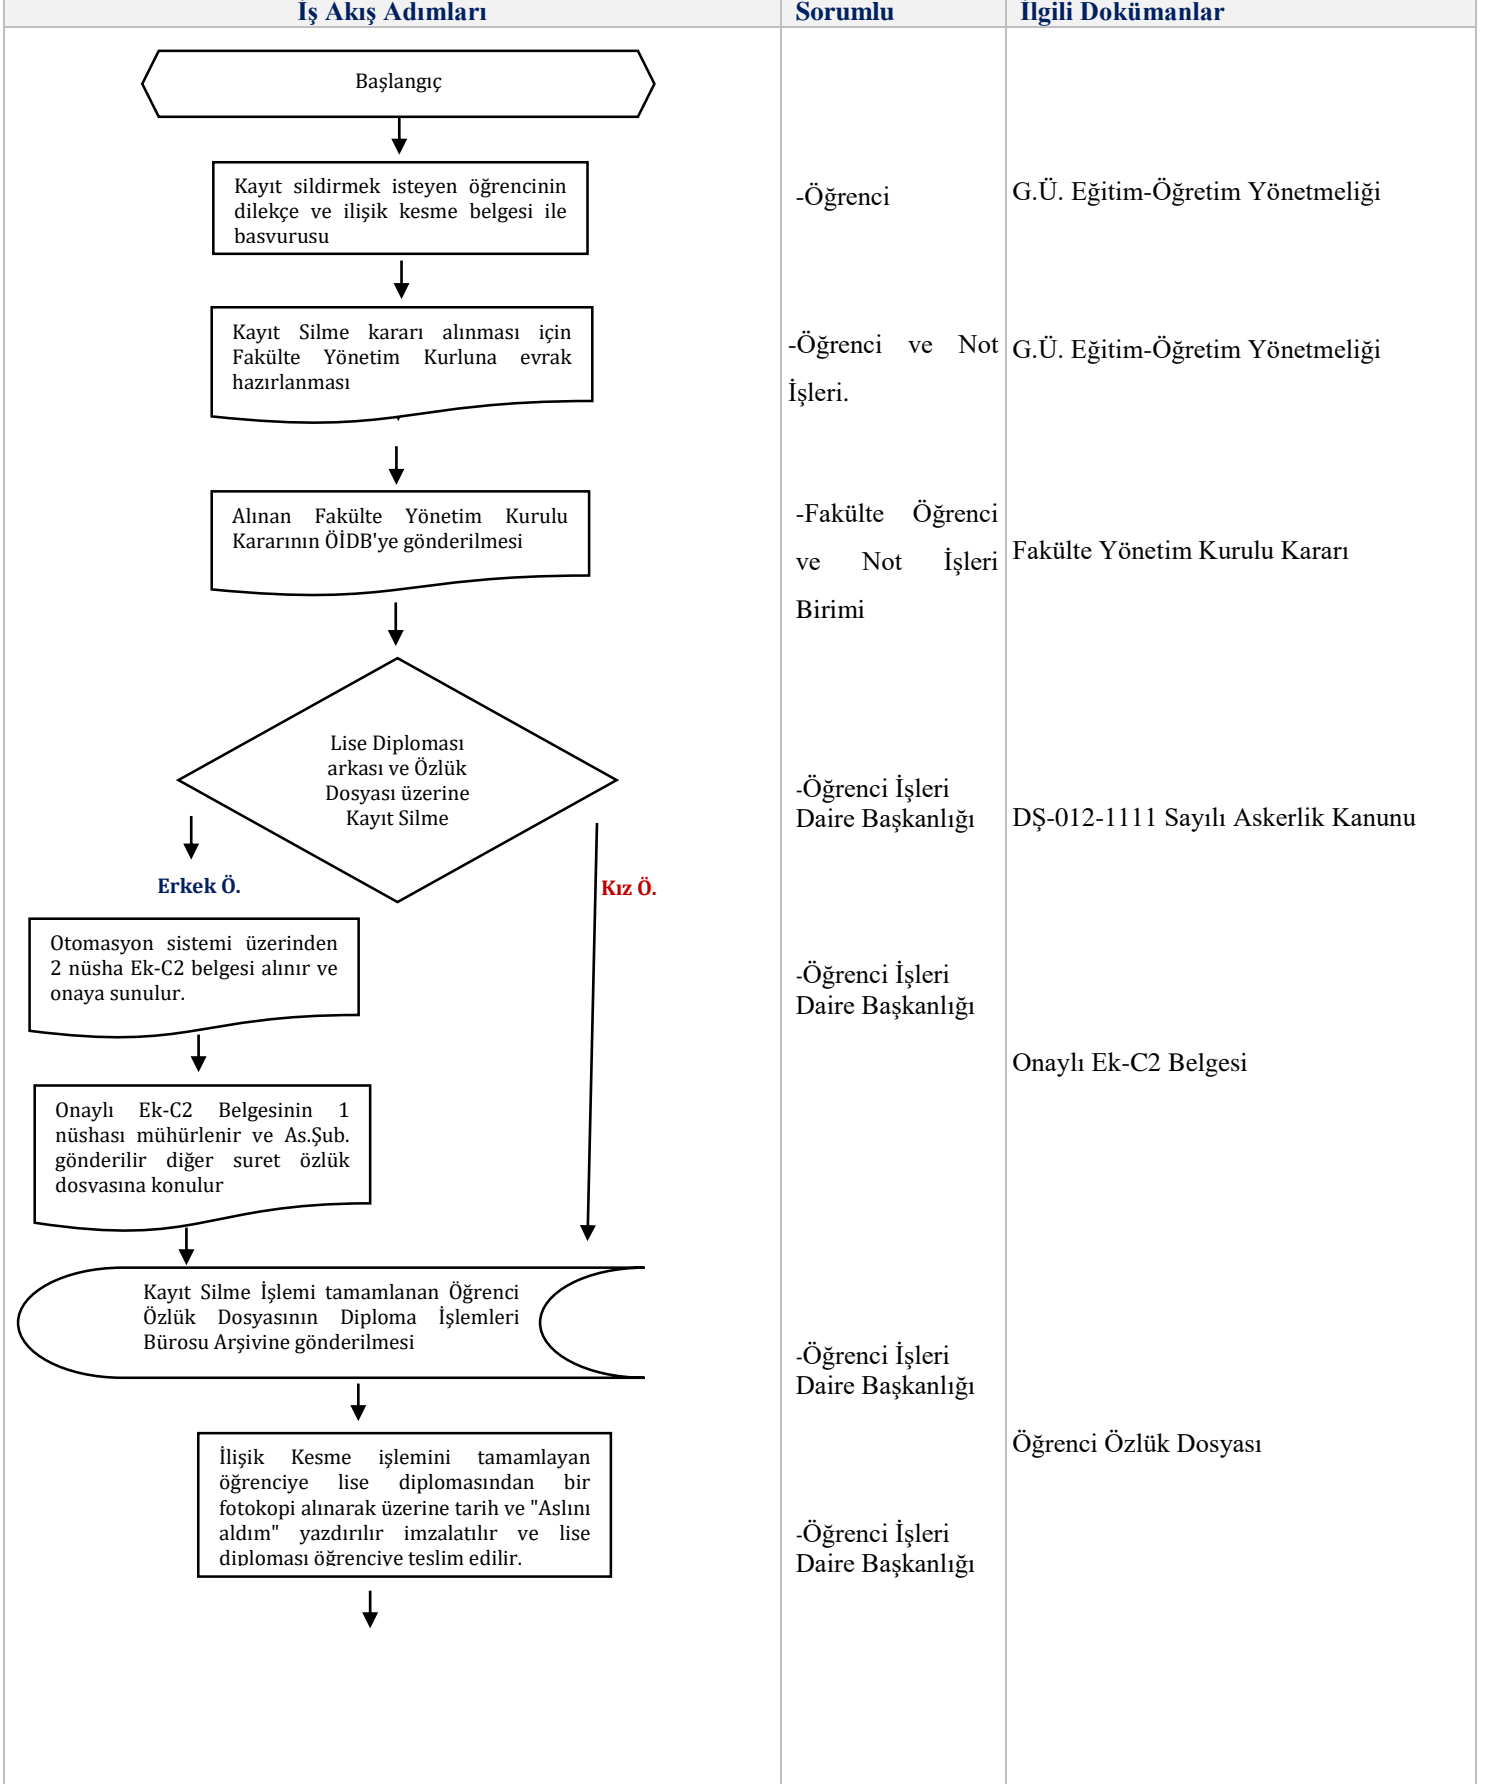 İş Akış Adımları
Sorumlu
İlgili Dokümanlar
Başlangıç
Kayıt sildirmek isteyen öğrencinin
dilekçe ve ilişik kesme belgesi ile
başvurusu
-Öğrenci
G.Ü. Eğitim-Öğretim Yönetmeliği
Kayıt Silme kararı alınması için
Fakülte Yönetim Kurluna evrak
hazırlanması
-Öğrenci ve Not
İşleri.
G.Ü. Eğitim-Öğretim Yönetmeliği
Alınan Fakülte Yönetim Kurulu
Kararının ÖİDB'ye gönderilmesi
-Fakülte Öğrenci
ve Not İşleri
Birimi
Fakülte Yönetim Kurulu Kararı
Lise Diploması
arkası ve Özlük
Dosyası üzerine
Kayıt Silme
-Öğrenci İşleri
Daire Başkanlığı
DŞ-012-1111 Sayılı Askerlik Kanunu
Erkek Ö.
Kız Ö.
Otomasyon sistemi üzerinden
2 nüsha Ek-C2 belgesi alınır ve
onaya sunulur.
-Öğrenci İşleri
Daire Başkanlığı
Onaylı Ek-C2 Belgesi
Onaylı Ek-C2 Belgesinin 1
nüshası mühürlenir ve As.Şub.
gönderilir diğer suret özlük
dosyasına konulur
Kayıt Silme İşlemi tamamlanan Öğrenci
Özlük Dosyasının Diploma İşlemleri
Bürosu Arşivine gönderilmesi
-Öğrenci İşleri
Daire Başkanlığı
Öğrenci Özlük Dosyası
İlişik Kesme işlemini tamamlayan
öğrenciye lise diplomasından bir
fotokopi alınarak üzerine tarih ve "Aslını
aldım" yazdırılır imzalatılır ve lise
diploması öğrenciye teslim edilir.
-Öğrenci İşleri
Daire Başkanlığı